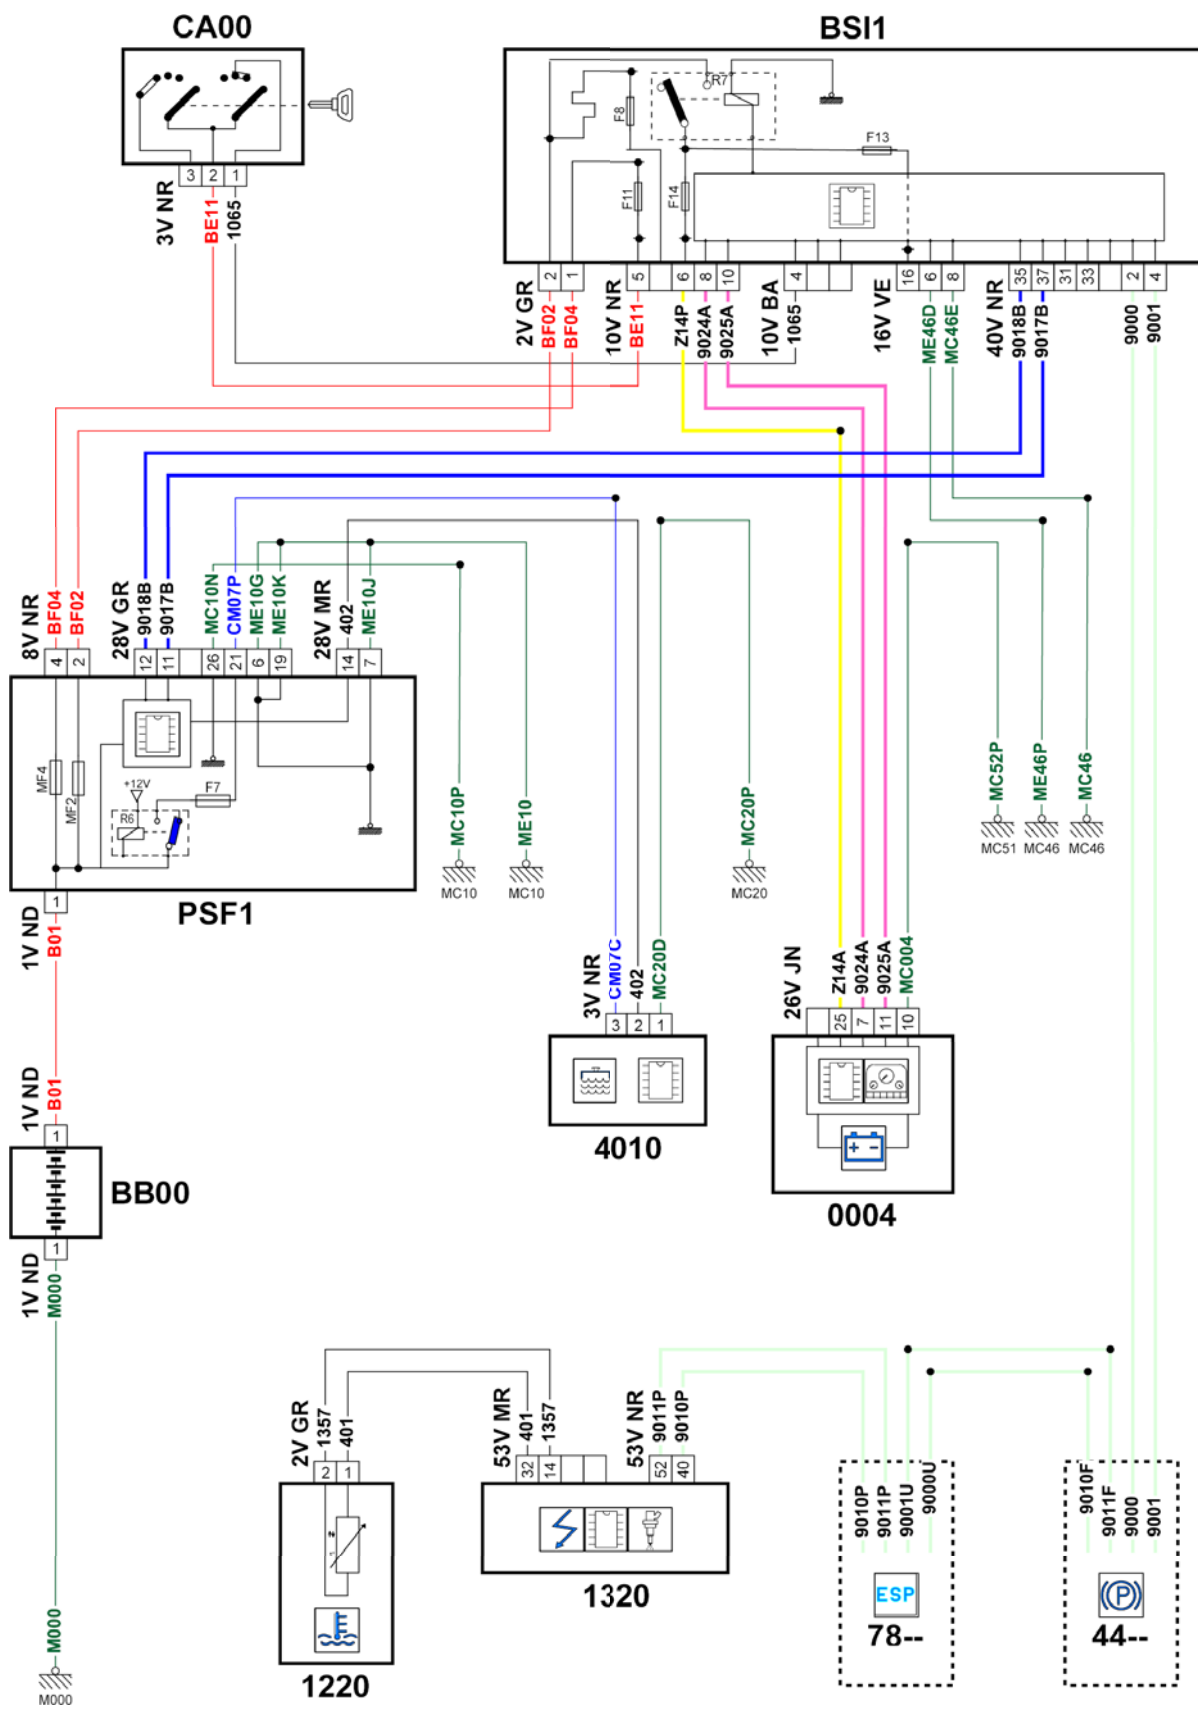 CA00
BSI1
R7
F8
F13
F11
F14
3 2 1
3V NR
BE11
1065
2 1
5
6 8 10
4
16 6 8
35 37 31 33
2 4
2V GR
BF02
BF04
10V NR
BE11
Z14P
9024A
9025A
10V BA
1065
16V VE
ME46D
MC46E
40V NR
9018B
9017B
9000
9001
8V NR
BF04
BF02
28V GR
9018B
9017B
MC10N
CM07P
ME10G
ME10K
28V MR
402
ME10J
4 2
12 11
26 21 6 19
14 7
MF4
MF2
+12V
F7
R6
1
PSF1
MC10P
MC10
ME10
MC10
MC20P
MC20
MC52P
MC51
ME46P
MC46
MC46
MC46
1V ND
B01
3V NR
CM07C
402
MC20D
3 2 1
4010
26V JN
Z14A
9024A
9025A
MC004
25 7 11 10
+ −
0004
1V ND
B01
1
BB00
1
1V ND
M000
M000
M000
2V GR
1357
401
2 1
1220
53V MR
401
1357
53V NR
9011P
9010P
32 14
52 40
1320
9010P
9011P
9001U
9000U
ESP
78--
9010F
9011F
9000
9001
P
44--